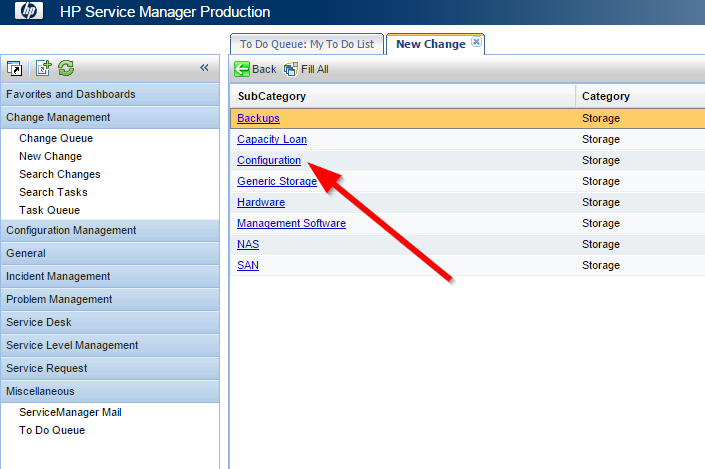 hp HP Service Manager Production
To Do Queue: My To Do List New Change
Back Fill All
Favorites and Dashboards
Change Management
Change Queue
New Change
Search Changes
Search Tasks
Task Queue
Configuration Management
General
Incident Management
Problem Management
Service Desk
Service Level Management
Service Request
Miscellaneous
ServiceManager Mail
To Do Queue
SubCategory Category
Backups Storage
Capacity Loan Storage
Configuration Storage
Generic Storage Storage
Hardware Storage
Management Software Storage
NAS Storage
SAN Storage